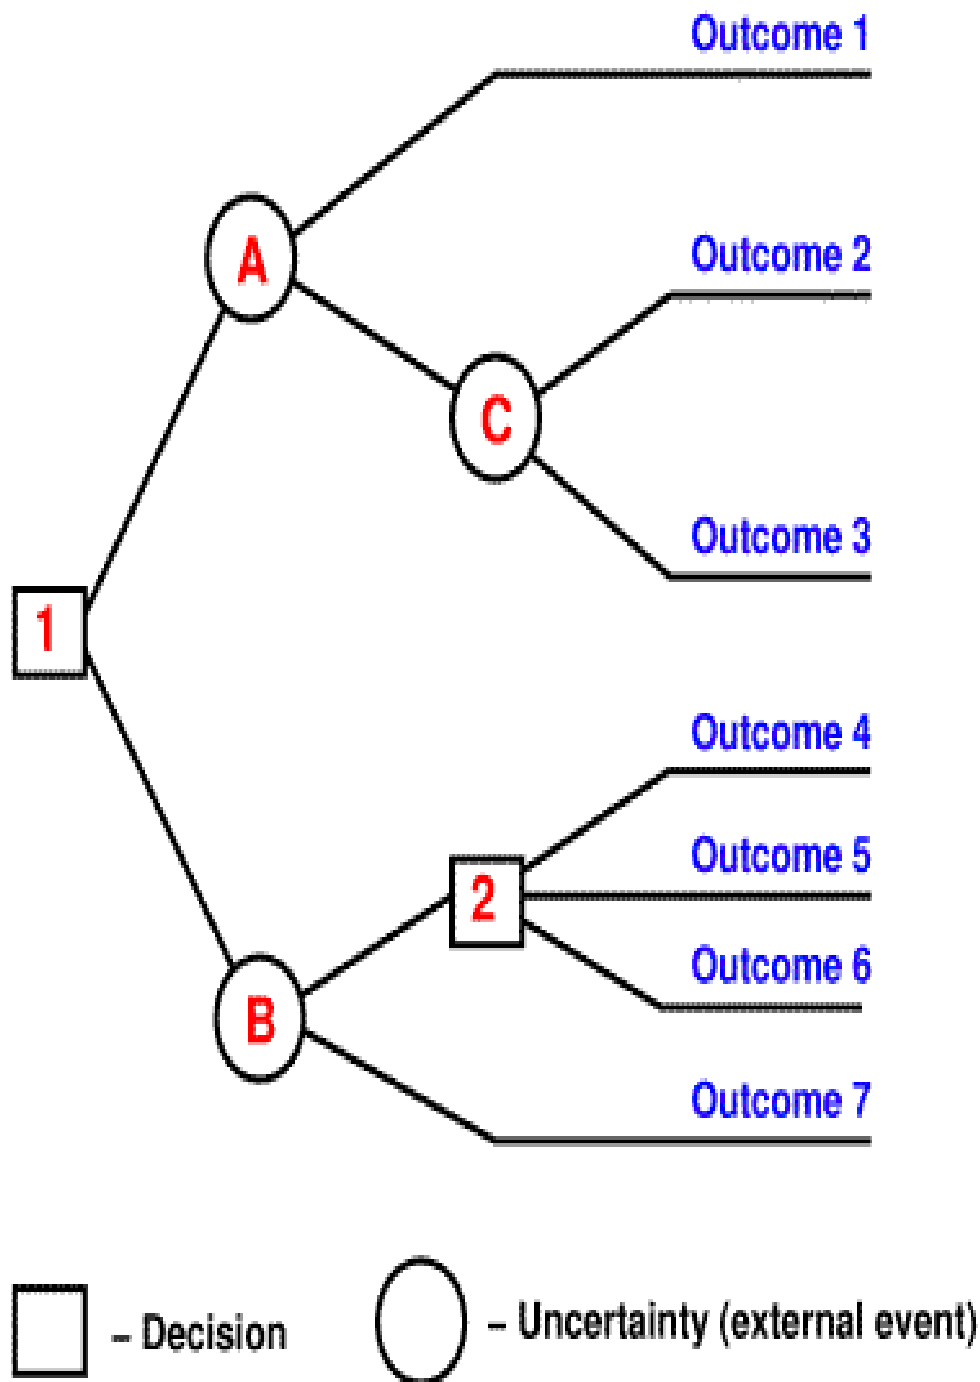 Outcome 1
A
Outcome 2
C
Outcome 3
1
Outcome 4
Outcome 5
2
Outcome 6
B
Outcome 7
– Decision
– Uncertainty (external event)